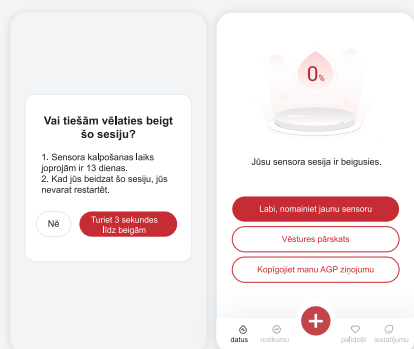 Vai tiešām vēlaties beigt
šo sesiju?
1. Sensora kalpošanas laiks
joprojām ir 13 dienas.
2. Kad jūs beidzat šo sesiju, jūs
nevarat restartēt.
Nē
Turiet 3 sekundes
līdz beigām
0%
Jūsu sensora sesija ir beigusies.
Labi, nomainiet jaunu sensoru
Vēstures pārskats
Kopīgojiet manu AGP ziņojumu
datus
notikumu
palīdzēt
iestatījumu